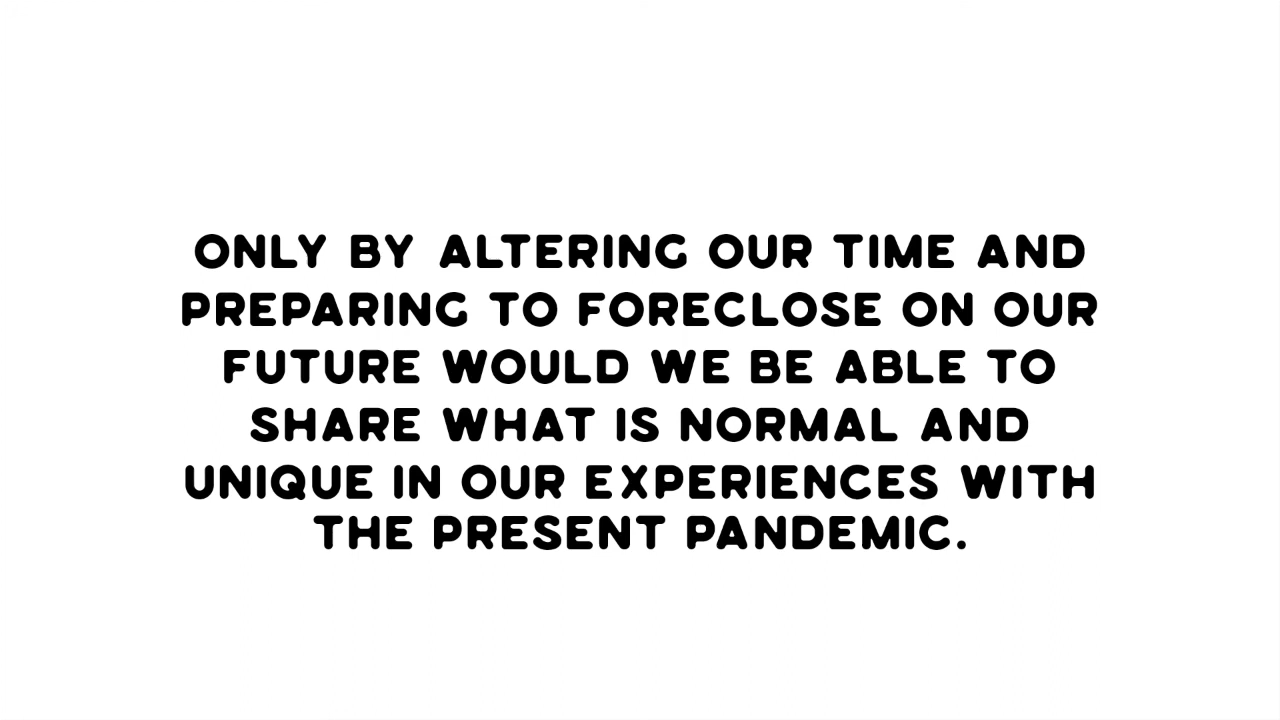 ONLY BY ALTERING OUR TIME AND
PREPARING TO FORECLOSE ON OUR
FUTURE WOULD WE BE ABLE TO
SHARE WHAT IS NORMAL AND
UNIQUE IN OUR EXPERIENCES WITH
THE PRESENT PANDEMIC.